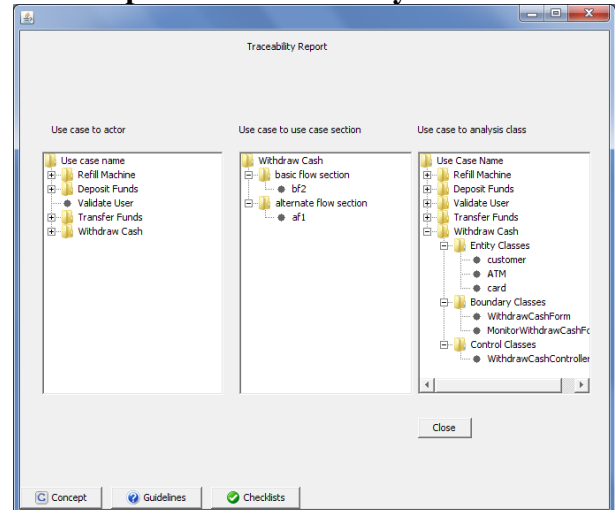 Traceability Report
Use case to actor
Use case name
Refill Machine
Deposit Funds
Validate User
Transfer Funds
Withdraw Cash
Use case to use case section
Withdraw Cash
basic flow section
bf2
alternate flow section
af1
Use case to analysis class
Use Case Name
Refill Machine
Deposit Funds
Validate User
Transfer Funds
Withdraw Cash
Entity Classes
customer
ATM
card
Boundary Classes
WithdrawCashForm
MonitorWithdrawCashFo
Control Classes
WithdrawCashController
Close
C Concept
Guidelines
Checklists